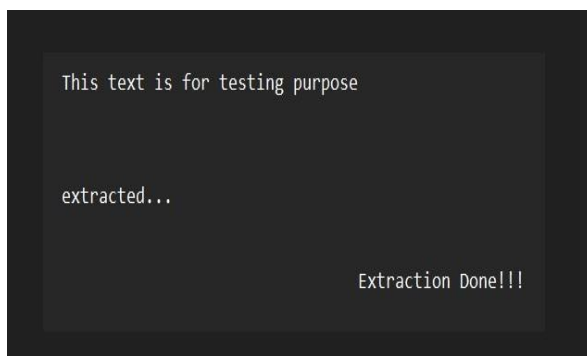 This text is for testing purpose
extracted...
Extraction Done!!!